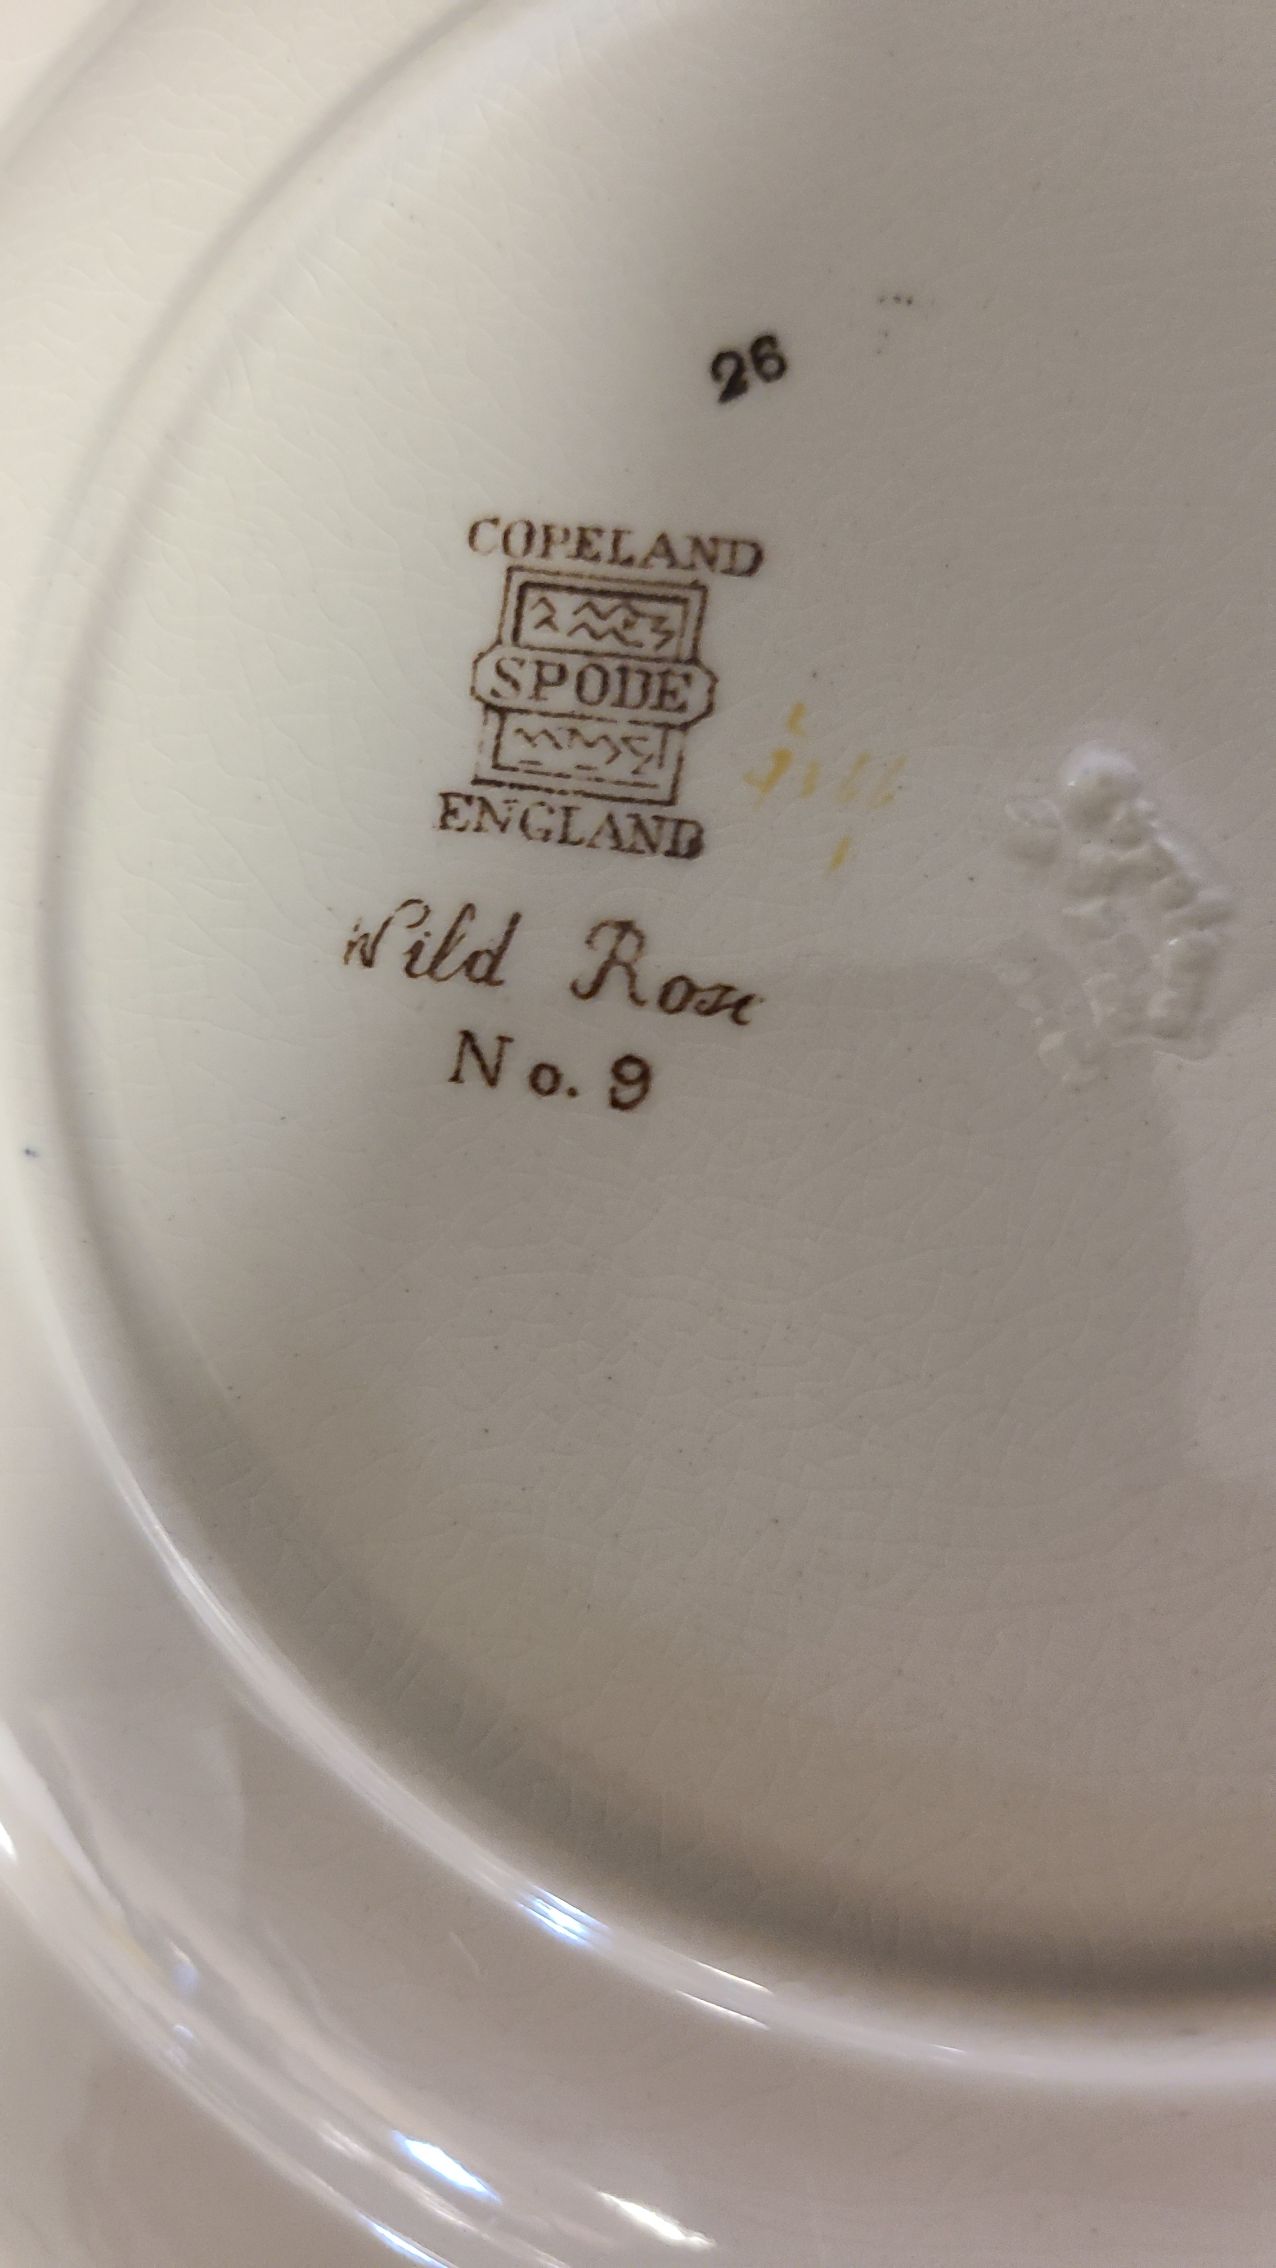 26
COPELAND
SPODE
ENGLAND
Wild Rose
No. 9